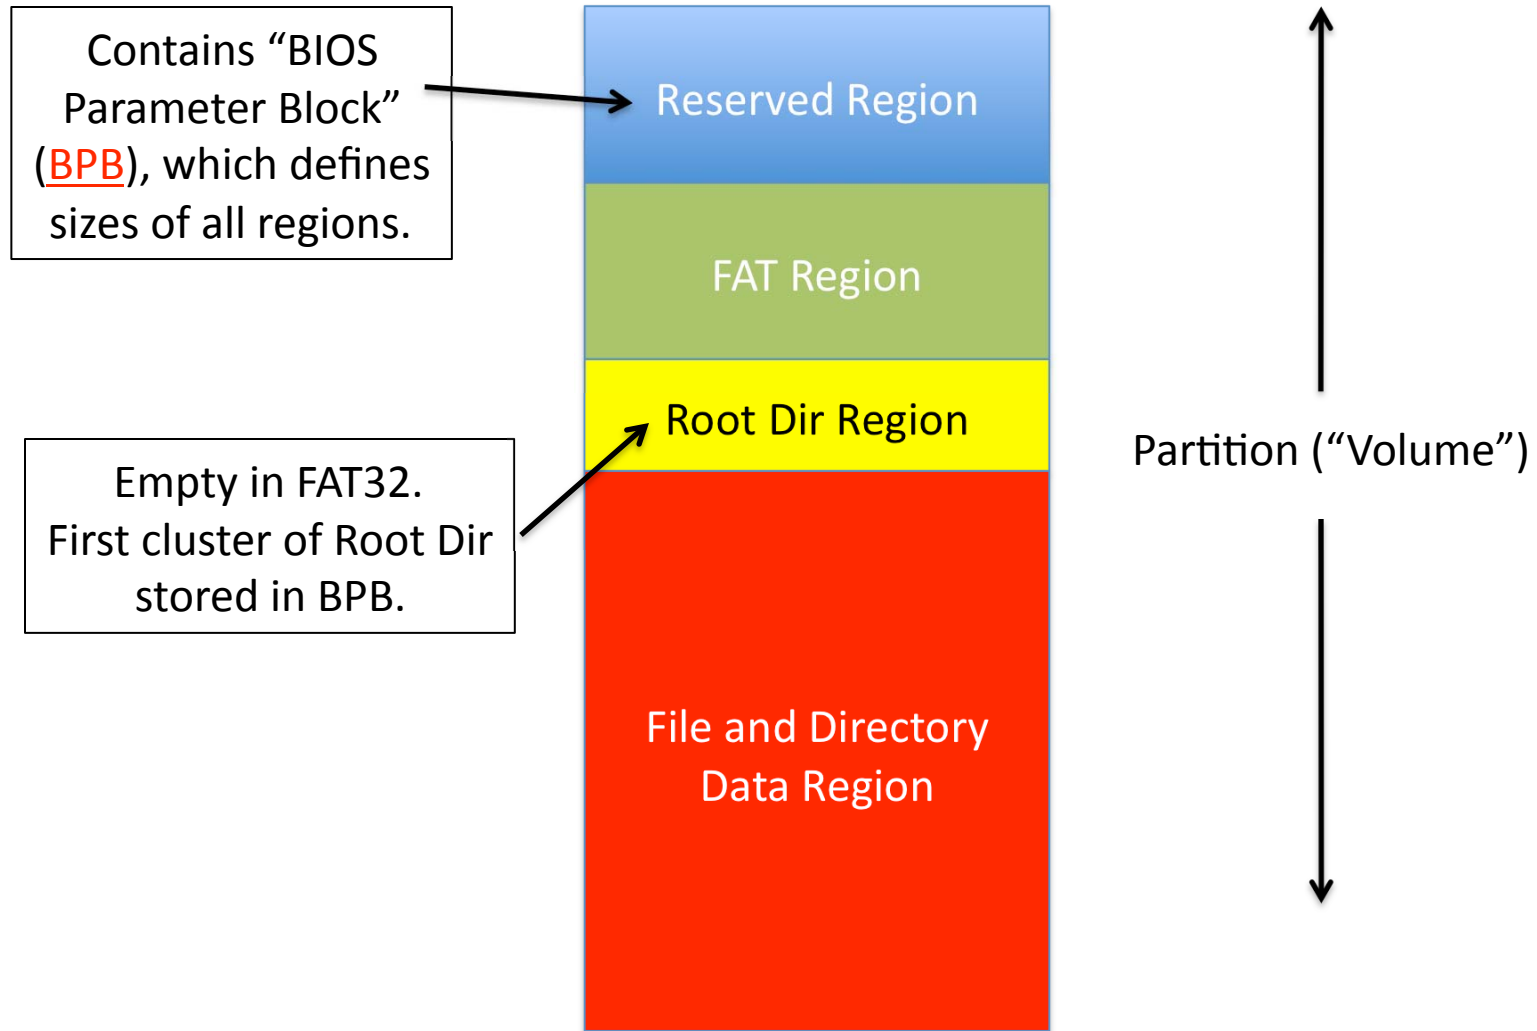 Contains “BIOS
Parameter Block”
(BPB), which defines
sizes of all regions.
Reserved Region
FAT Region
Root Dir Region
Empty in FAT32.
First cluster of Root Dir
stored in BPB.
File and Directory
Data Region
Partition (“Volume”)